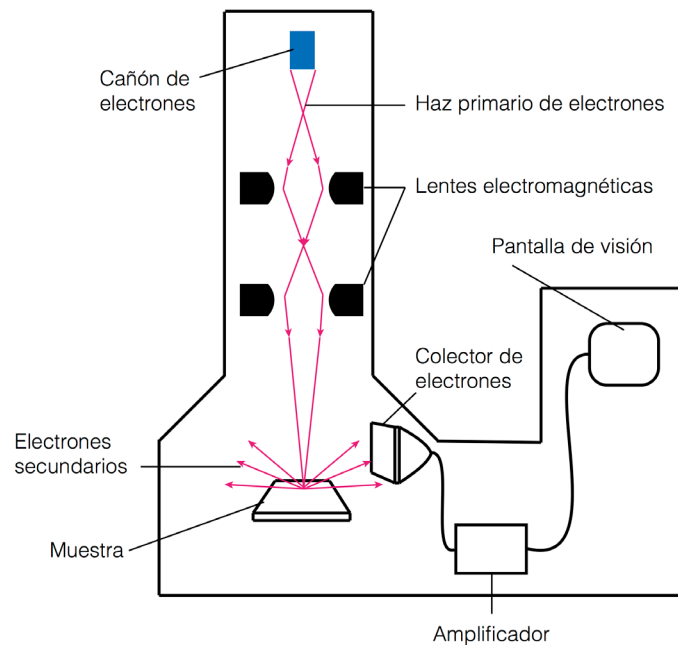 Cañón de
electrones
Haz primario de electrones
Lentes electromagnéticas
Pantalla de visión
Colector de
electrones
Electrones
secundarios
Muestra
Amplificador